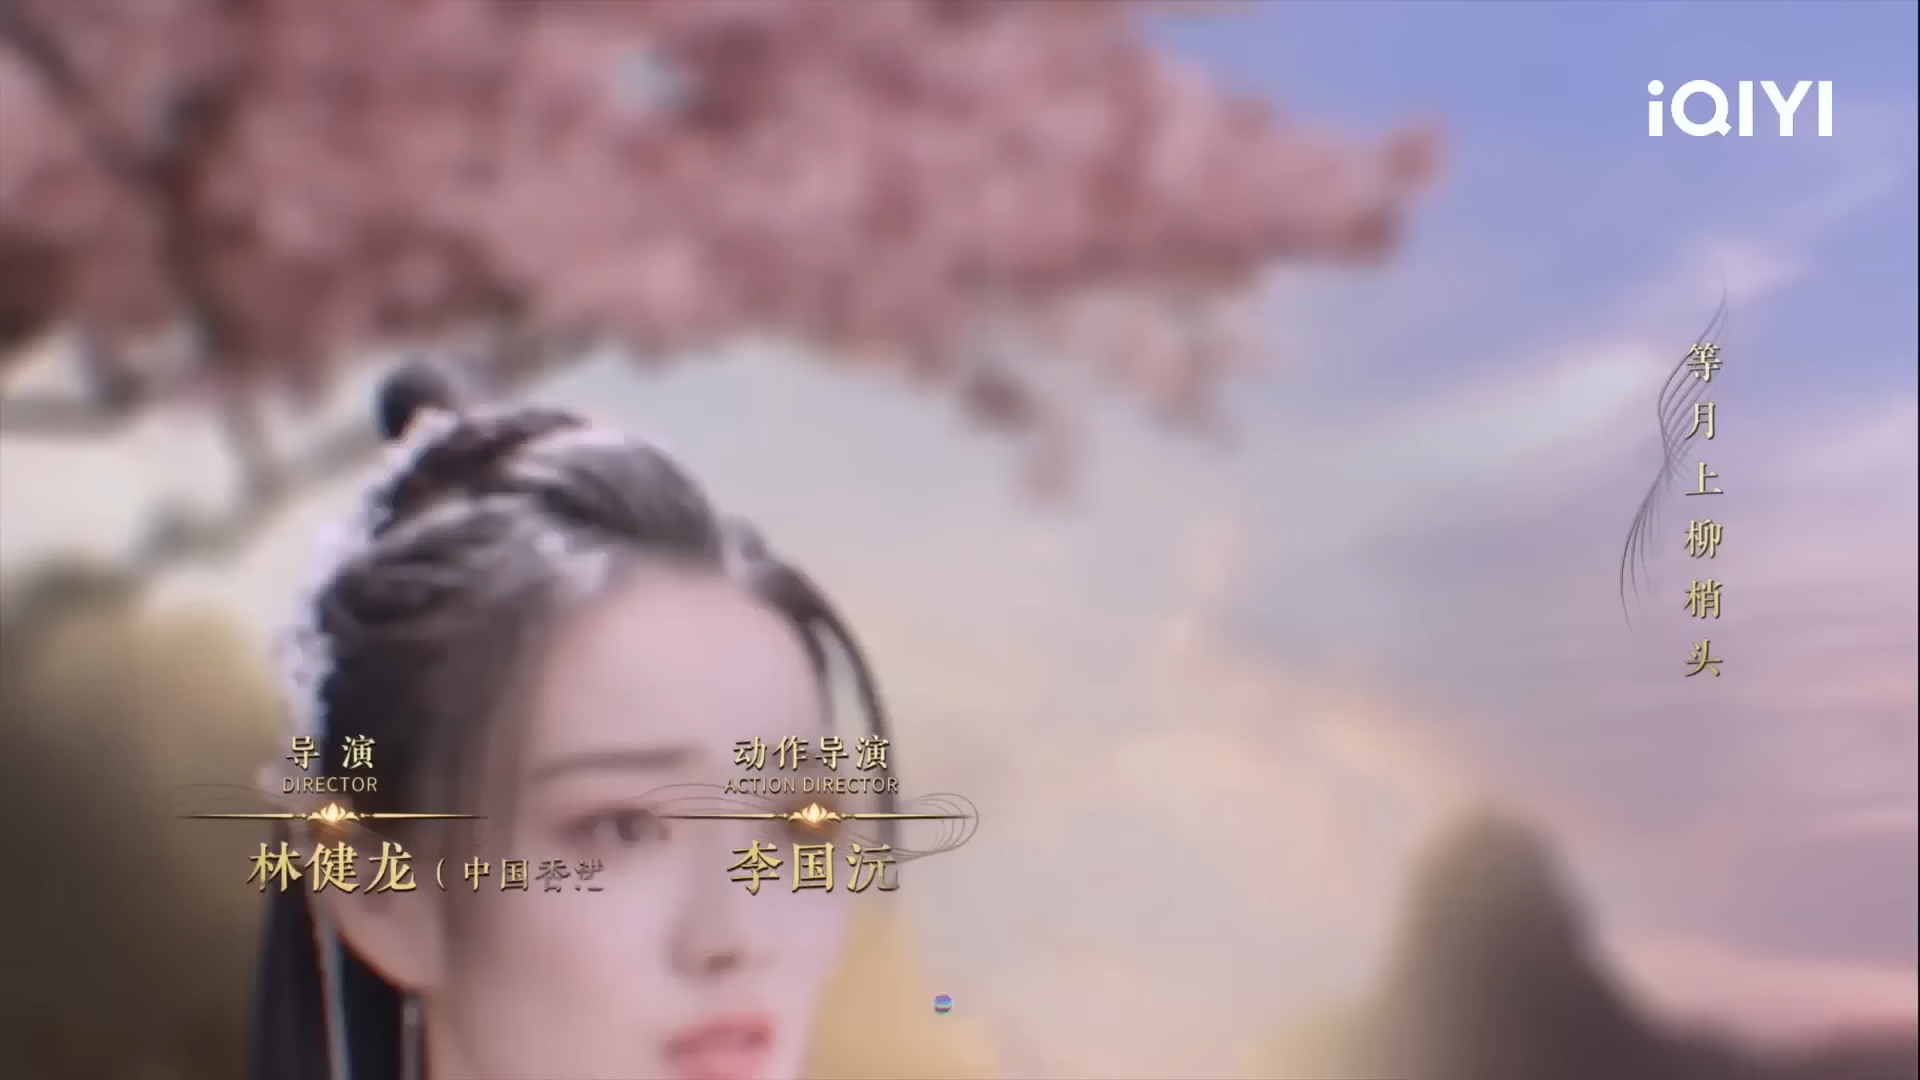 iQIYI
等月上柳梢头
导演
DIRECTOR
林健龙（中国香港
动作导演
ACTION DIRECTOR
李国沅